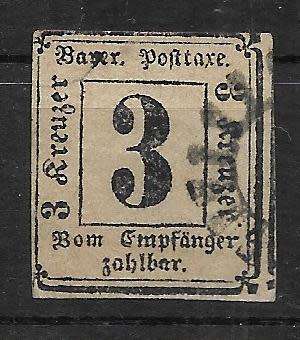 Bayer. Posttaxe.
3 Kreuzer
3
3 Kreuzer
Vom Empfänger
zahlbar.